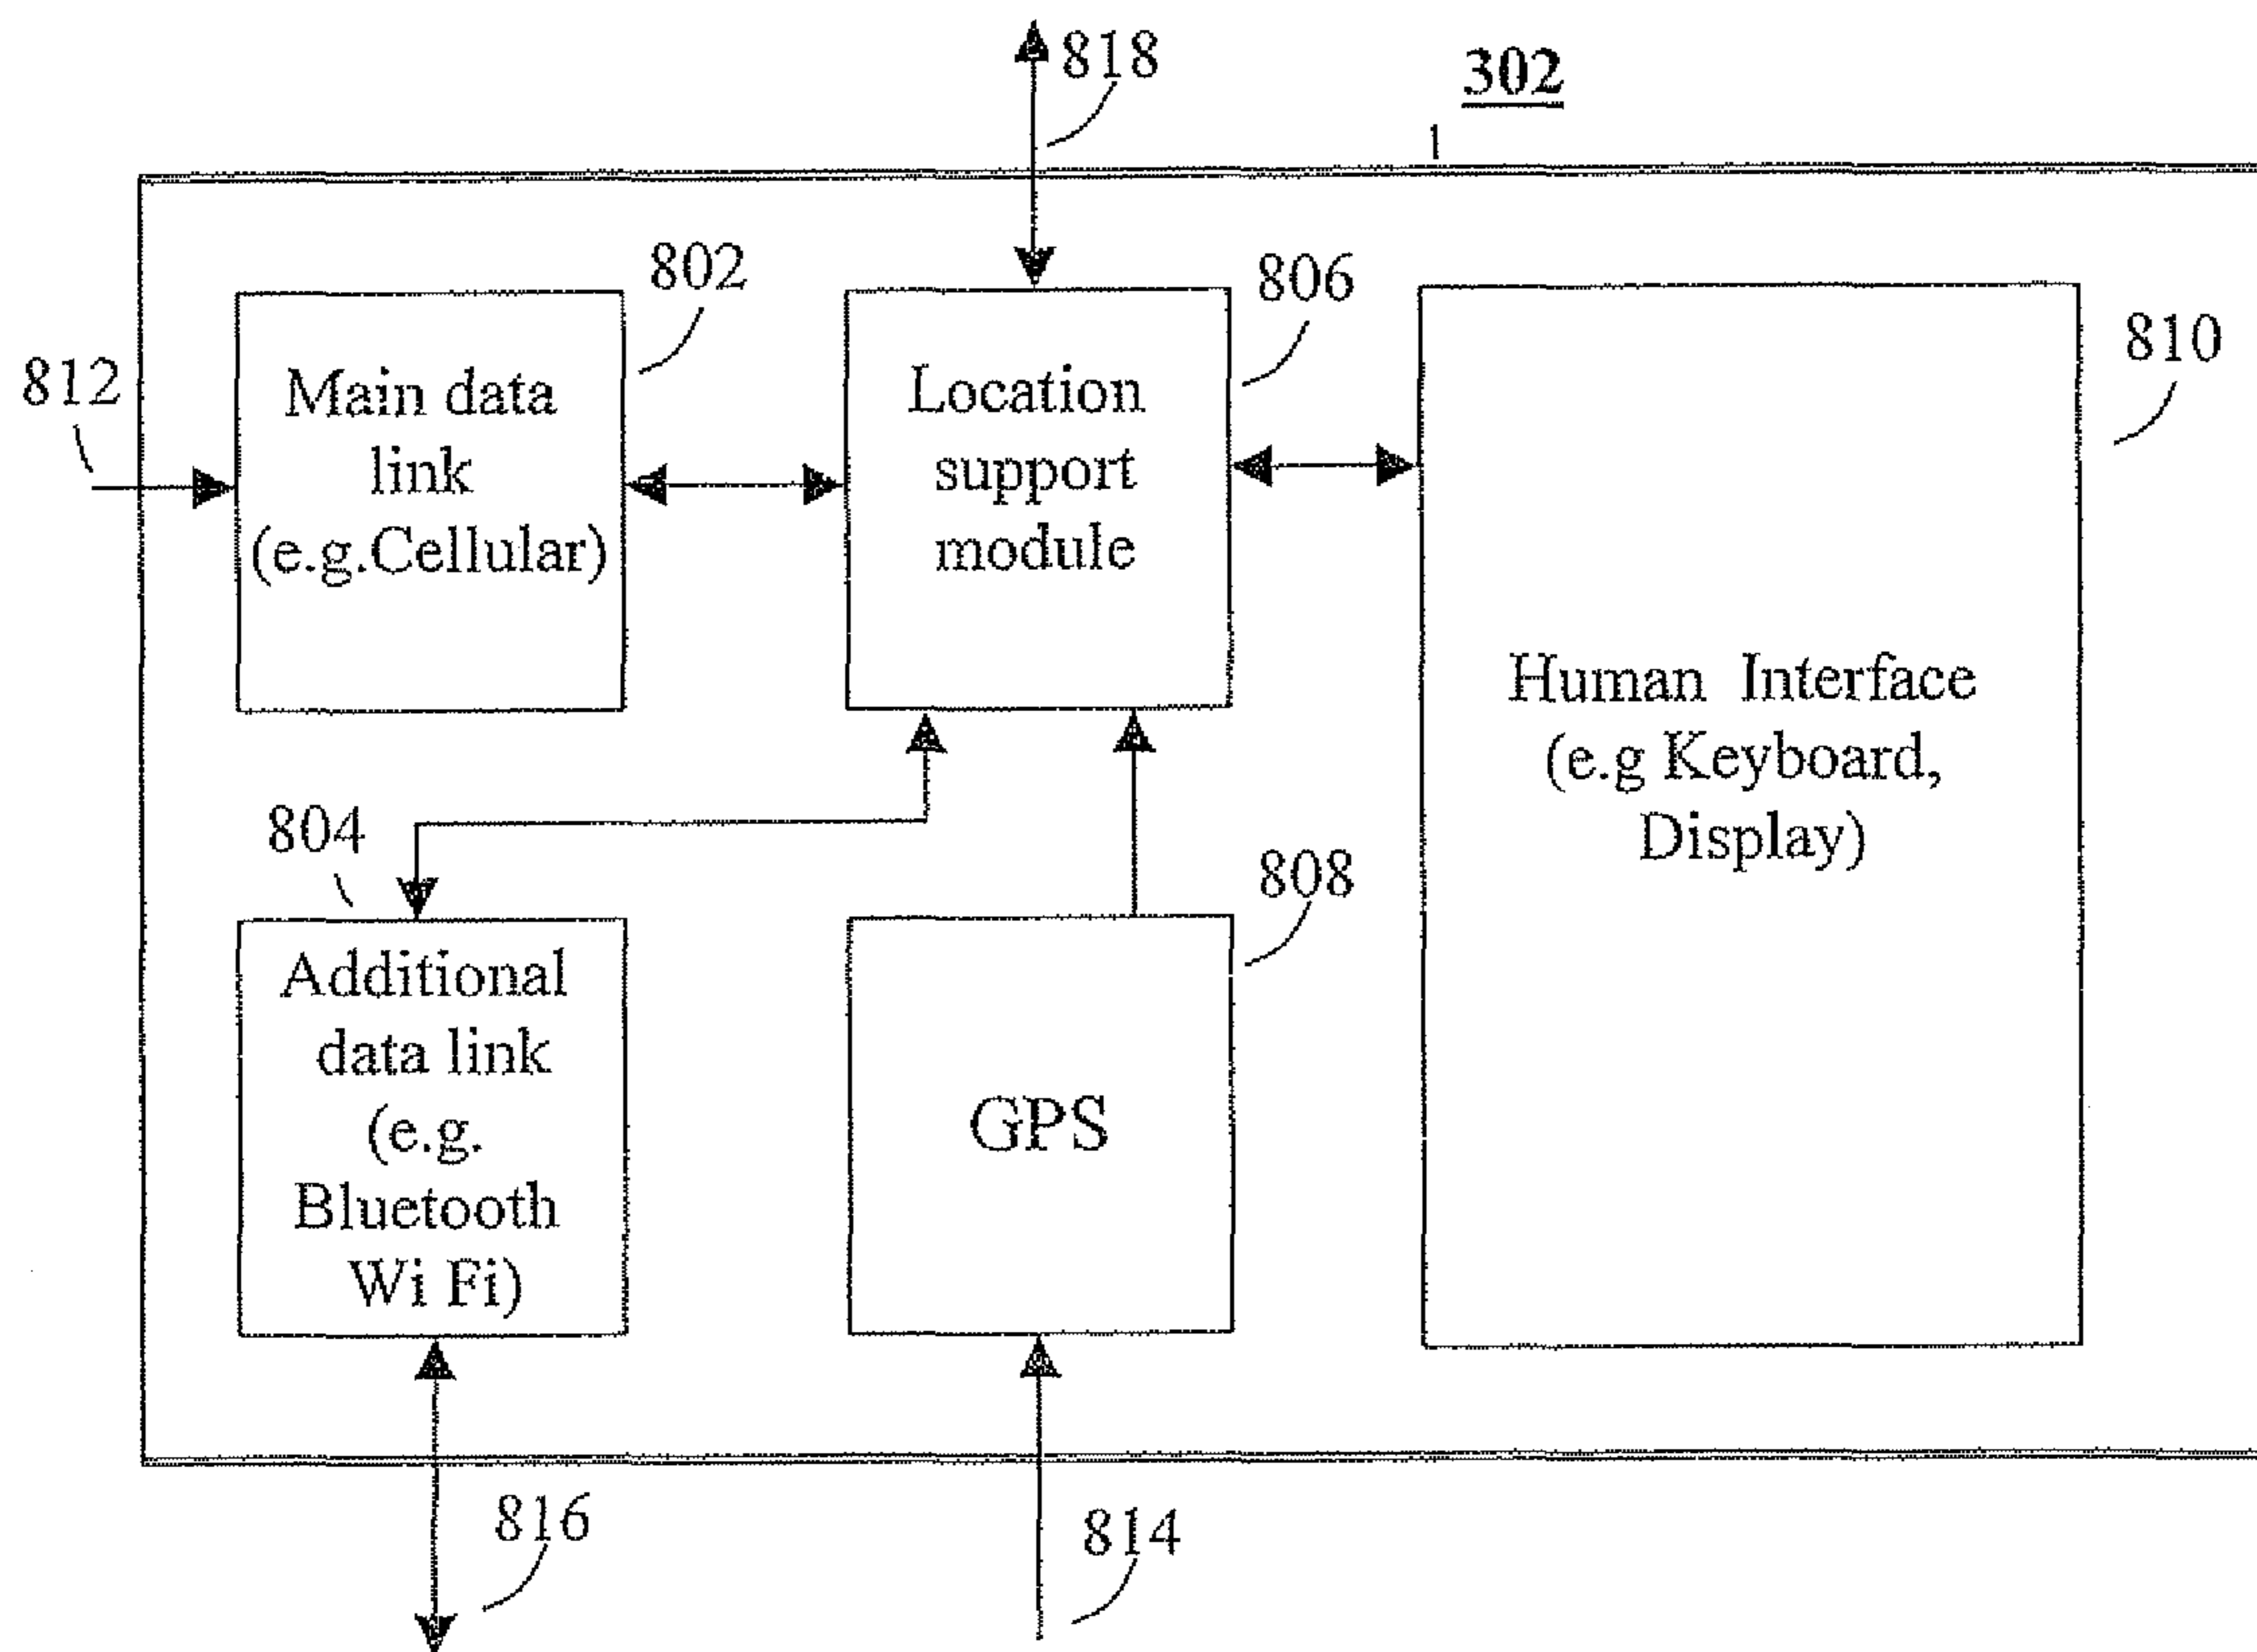 818
302
802
806
810
812
Main data
link
(e.g.Cellular)
Location
support
module
Human Interface
(e.g Keyboard,
Display)
804
808
Additional
data link
(e.g.
Bluetooth
Wi Fi)
GPS
816
814